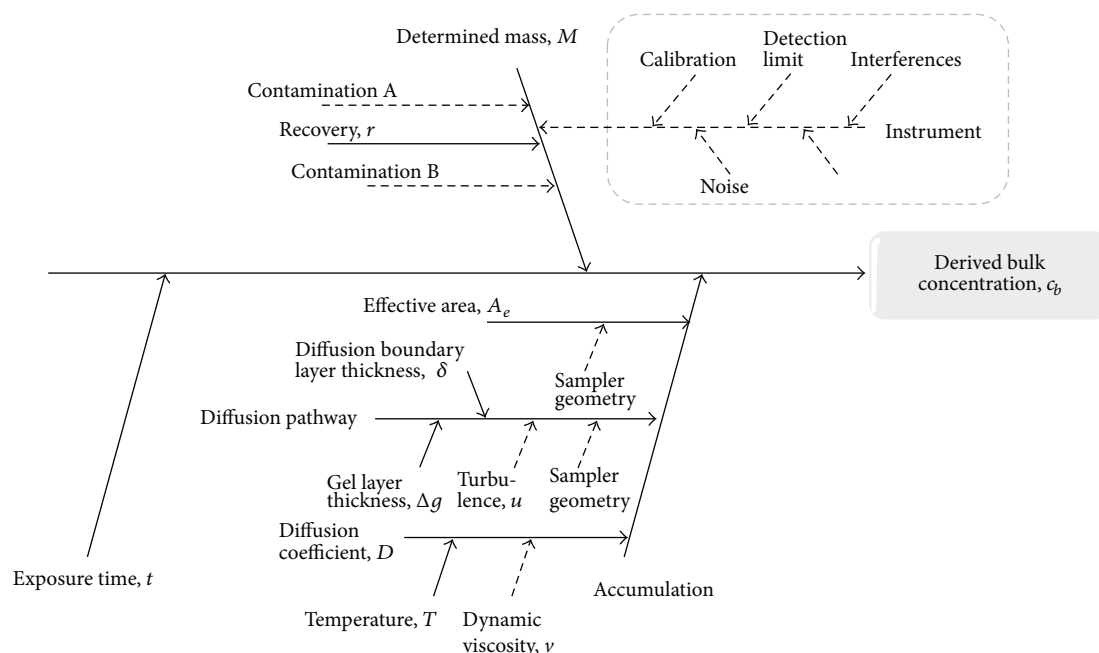 Determined mass, M
Calibration
Detection
limit
Interferences
Contamination A
Recovery, r
Instrument
Contamination B
Noise
Derived bulk
concentration, c_b
Effective area, A_e
Diffusion boundary
layer thickness, δ
Sampler
geometry
Diffusion pathway
Gel layer
thickness, Δg
Turbu-
lence, u
Sampler
geometry
Diffusion
coefficient, D
Exposure time, t
Accumulation
Temperature, T
Dynamic
viscosity, ν